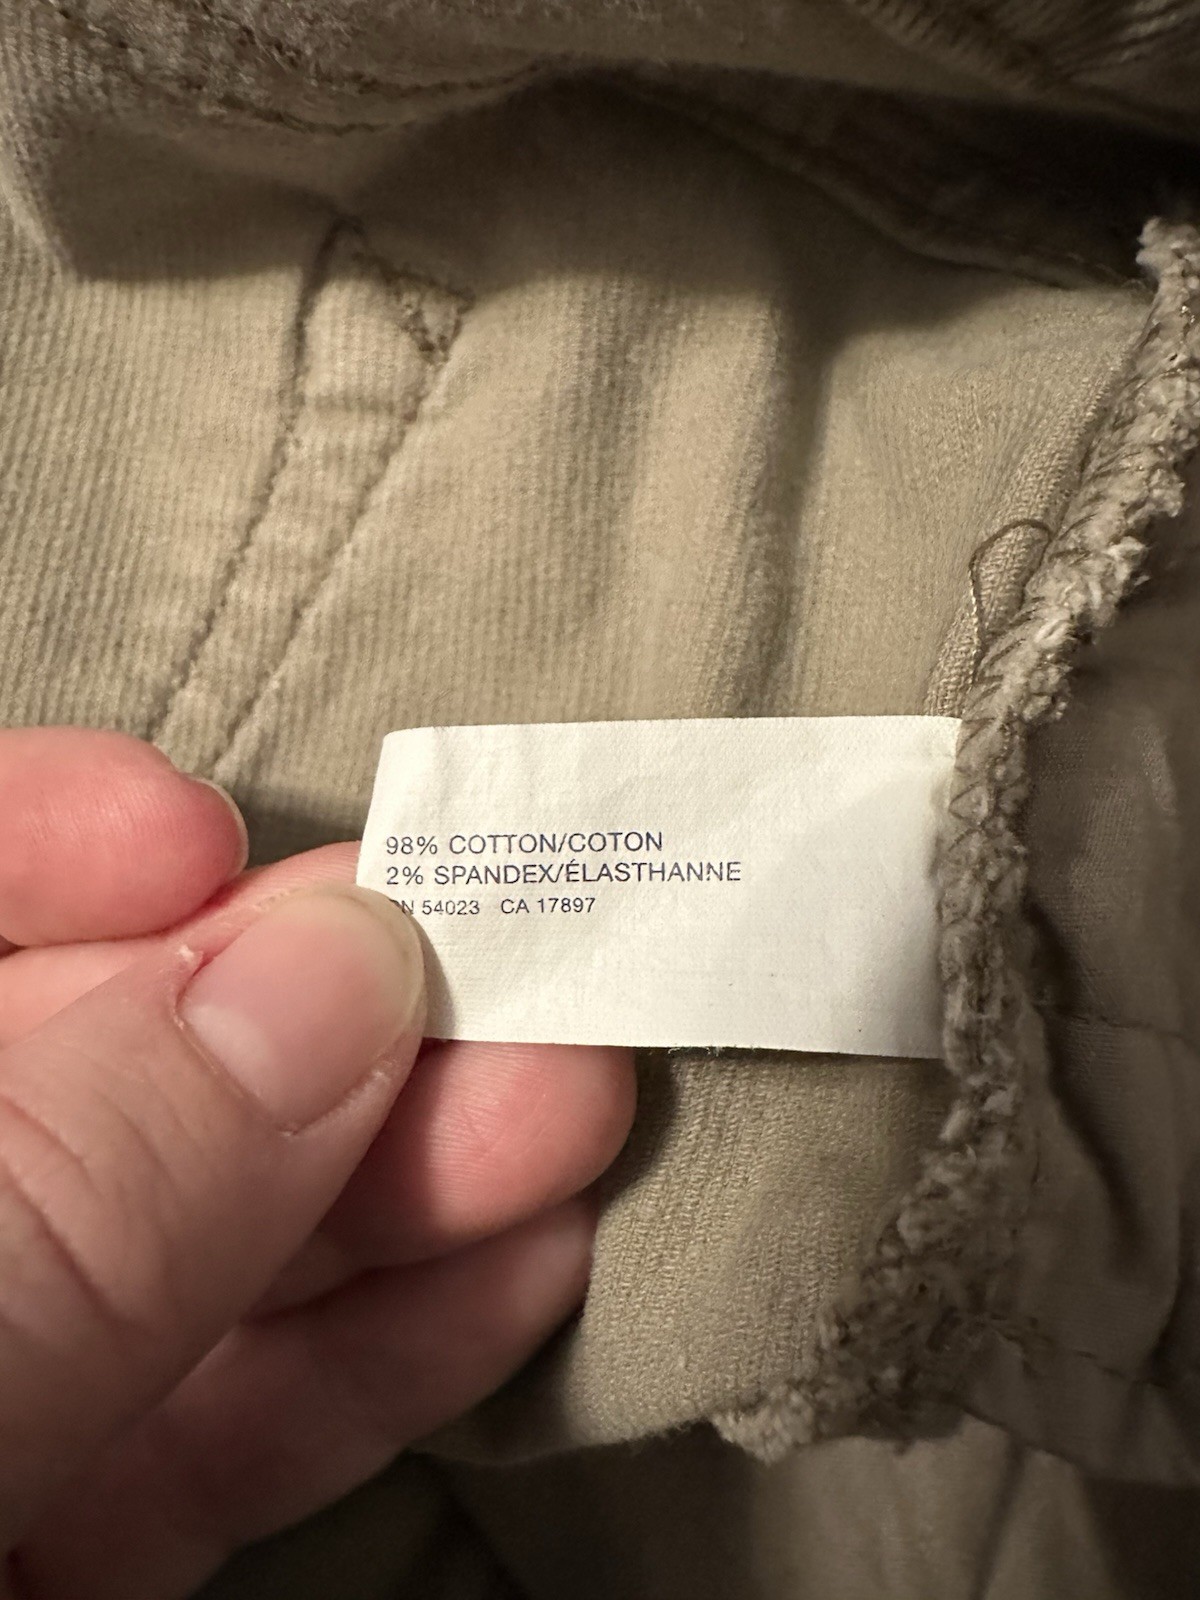 98% COTTON/COTON
2% SPANDEX/ÉLASTHANNE
54023 CA 17897